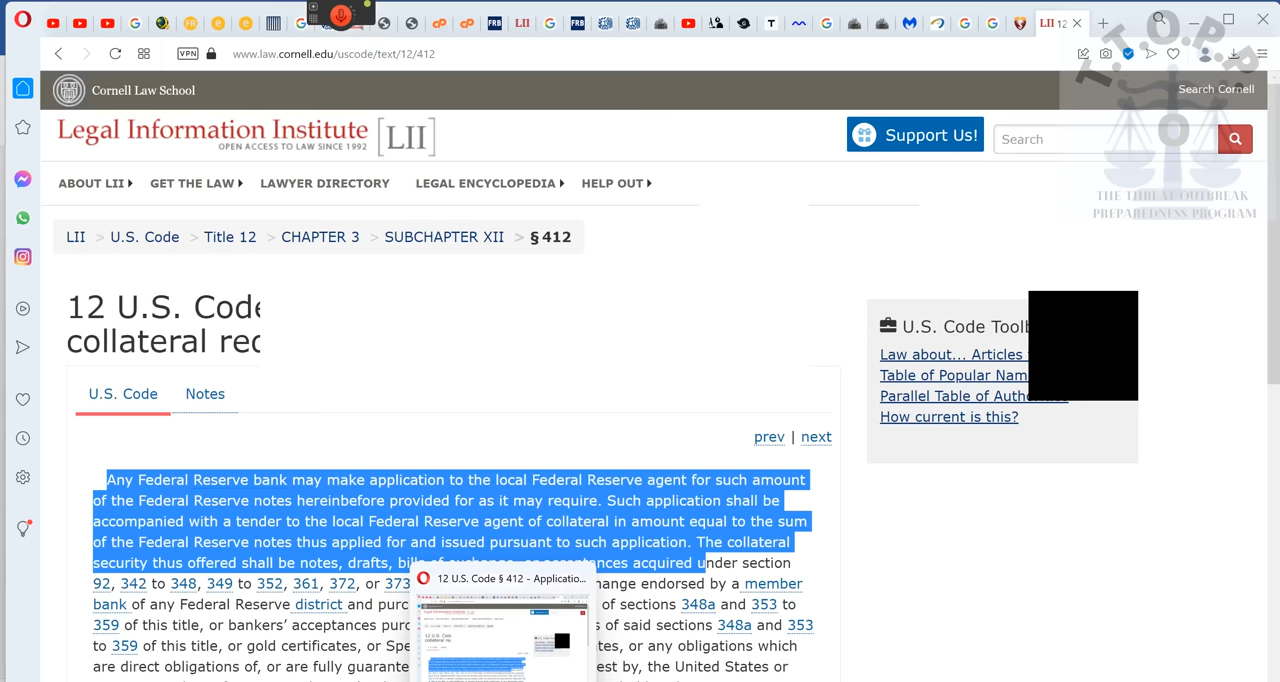 LII 12
VPN
www.law.cornell.edu/uscode/text/12/412
T.T.O.P.P.
Cornell Law School
Search Cornell
Legal Information Institute [LII]
OPEN ACCESS TO LAW SINCE 1992
Support Us!
Search
ABOUT LII GET THE LAW LAWYER DIRECTORY LEGAL ENCYCLOPEDIA HELP OUT
THE THREAT OUTBREAK
PREPAREDNESS PROGRAM
LII > U.S. Code > Title 12 > CHAPTER 3 > SUBCHAPTER XII > § 412
12 U.S. Code
collateral rec
U.S. Code Toolb
Law about... Articles
Table of Popular Nam
Parallel Table of Autho
How current is this?
U.S. Code Notes
prev | next
Any Federal Reserve bank may make application to the local Federal Reserve agent for such amount
of the Federal Reserve notes hereinbefore provided for as it may require. Such application shall be
accompanied with a tender to the local Federal Reserve agent of collateral in amount equal to the sum
of the Federal Reserve notes thus applied for and issued pursuant to such application. The collateral
security thus offered shall be notes, drafts, bills of exchange, or acceptances acquired under section
92, 342 to 348, 349 to 352, 361, 372, or 373 change endorsed by a member
bank of any Federal Reserve district and purc of sections 348a and 353 to
359 of this title, or bankers’ acceptances purc s of said sections 348a and 353
to 359 of this title, or gold certificates, or Spe ates, or any obligations which
are direct obligations of, or are fully guarante est by, the United States or
12 U.S. Code § 412 - Applicatio...